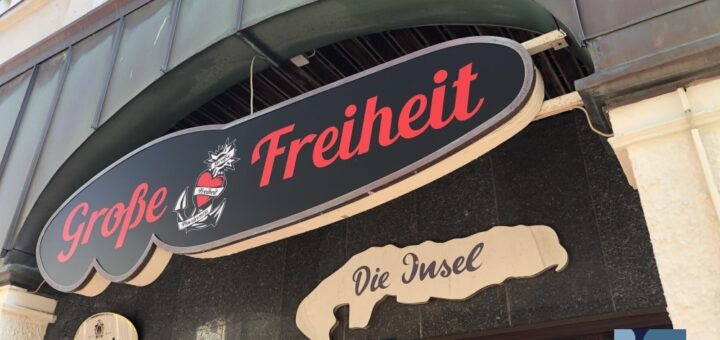 Große Freiheit
Freiheit
Die Insel